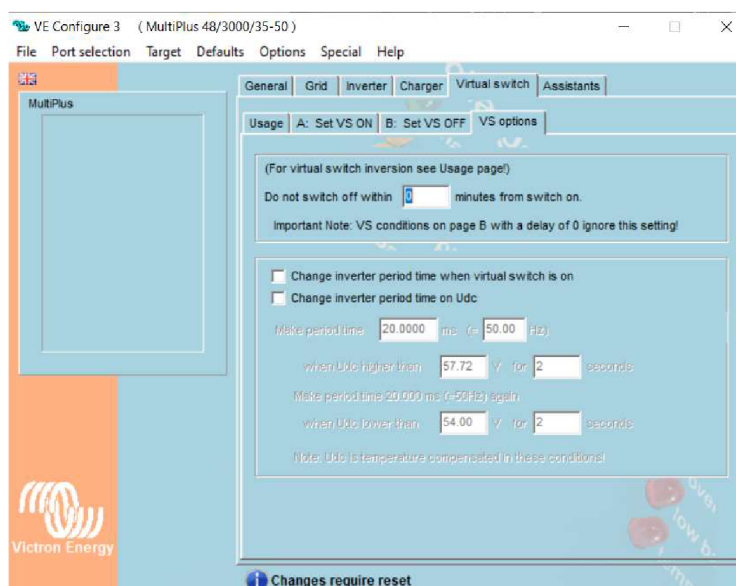 VE Configure 3 ( MultiPlus 48/3000/35-50 )
File Port selection Target Defaults Options Special Help
General Grid Inverter Charger Virtual switch Assistants
MultiPlus
Usage A: Set VS ON B: Set VS OFF VS options
(For virtual switch inversion see Usage page!)
Do not switch off within 0 minutes from switch on.
Important Note: VS conditions on page B with a delay of 0 ignore this setting!
Change inverter period time when virtual switch is on
Change inverter period time on Udc
Make period time 20.0000 ms (= 50.00 Hz)
when Udc higher than 57.72 V for 2 seconds
Make period time 20.000 ms (=50Hz) again
when Udc lower than 54.00 V for 2 seconds
Note: Udc is temperature compensated in these conditions!
over
low b
Victron Energy
Changes require reset